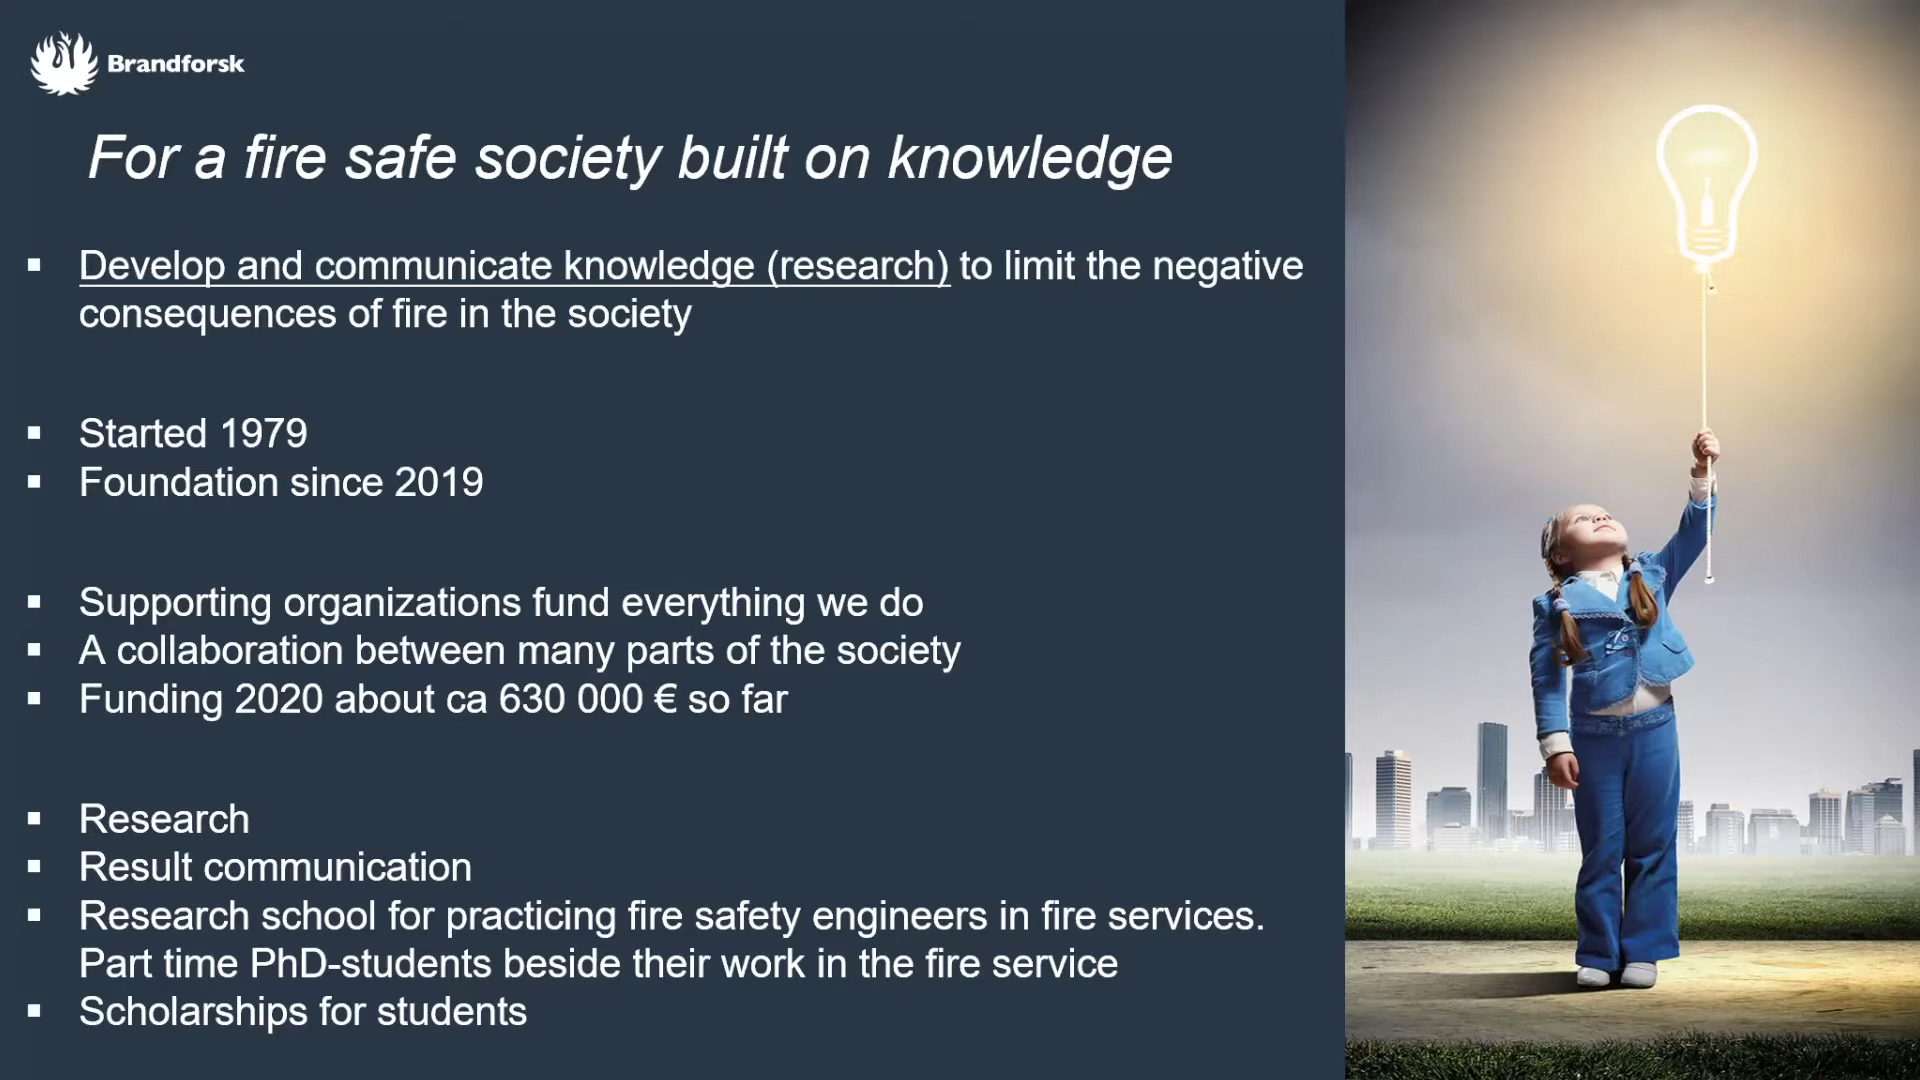 Brandforsk
For a fire safe society built on knowledge
▪ Develop and communicate knowledge (research) to limit the negative
consequences of fire in the society
▪ Started 1979
▪ Foundation since 2019
▪ Supporting organizations fund everything we do
▪ A collaboration between many parts of the society
▪ Funding 2020 about ca 630 000 € so far
▪ Research
▪ Result communication
▪ Research school for practicing fire safety engineers in fire services.
Part time PhD-students beside their work in the fire service
▪ Scholarships for students